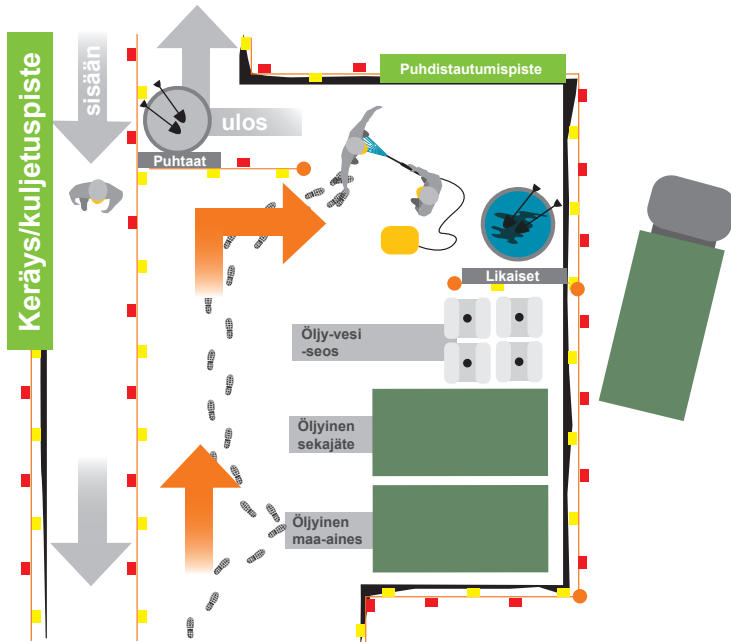 Keräys/kuljetuspiste
sisään
Puhdistautumispiste
ulos
Puhtaat
Likaiset
Öljy-vesi
-seos
Öljyinen
sekajäte
Öljyinen
maa-aines